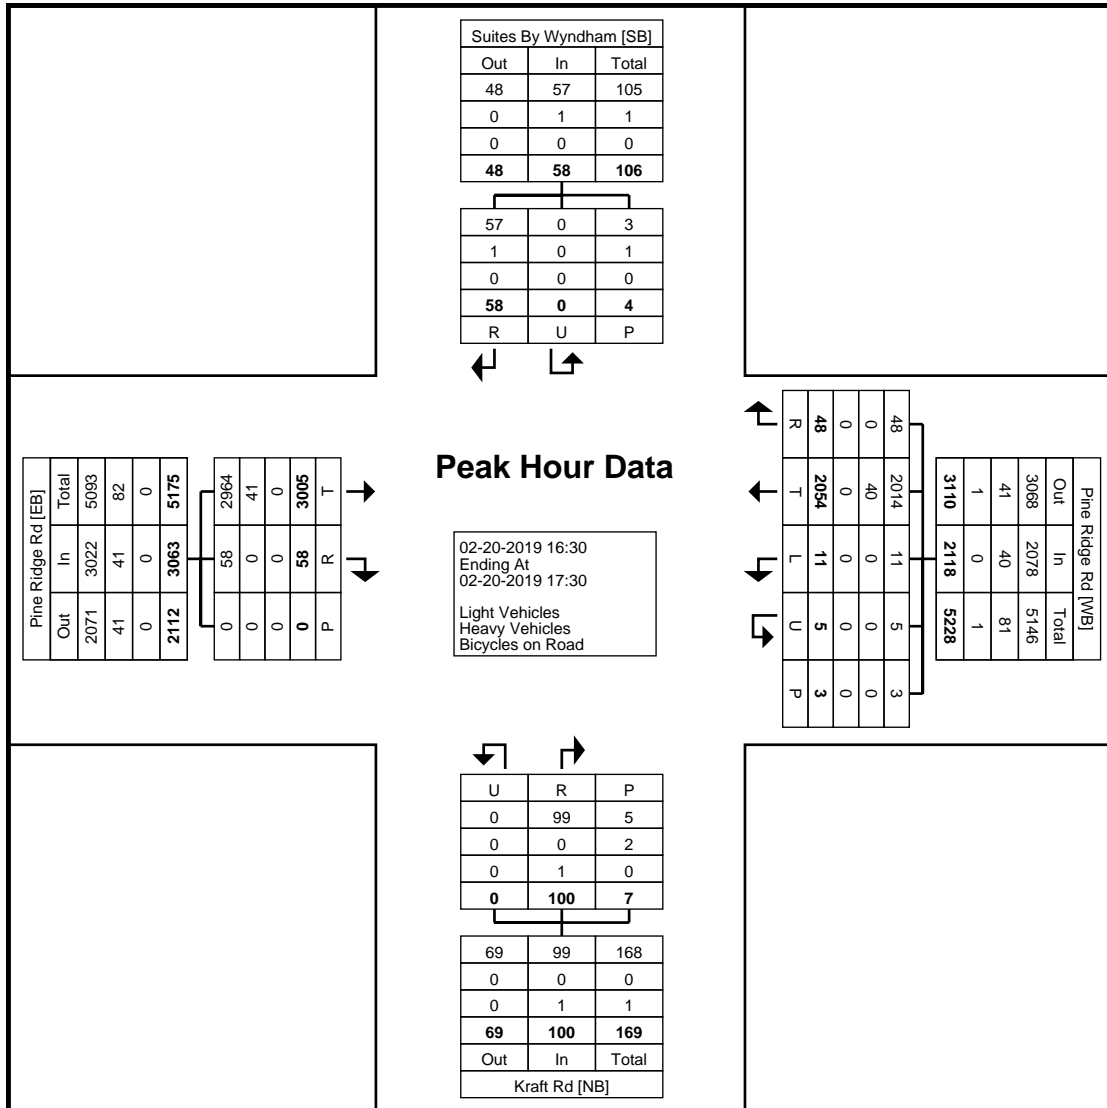 Suites By Wyndham [SB]
Out In Total
48 57 105
0 1 1
0 0 0
48 58 106
57 0 3
1 0 1
0 0 0
58 0 4
R U P
Pine Ridge Rd [EB]
Total In Out
5093 3022 2071
82 41 41
0 0 0
5175 3063 2112
2964 58 0
41 0 0
0 0 0
3005 58 0
T R P
Peak Hour Data
02-20-2019 16:30
Ending At
02-20-2019 17:30
Light Vehicles
Heavy Vehicles
Bicycles on Road
Pine Ridge Rd [WB]
Out In Total
3068 2078 5146
41 40 81
1 0 1
3110 2118 5228
48 2014 11 5 3
0 40 0 0 0
0 0 0 0 0
48 2054 11 5 3
R T L U P
U R P
0 99 5
0 0 2
0 1 0
0 100 7
69 99 168
0 0 0
0 1 1
69 100 169
Out In Total
Kraft Rd [NB]